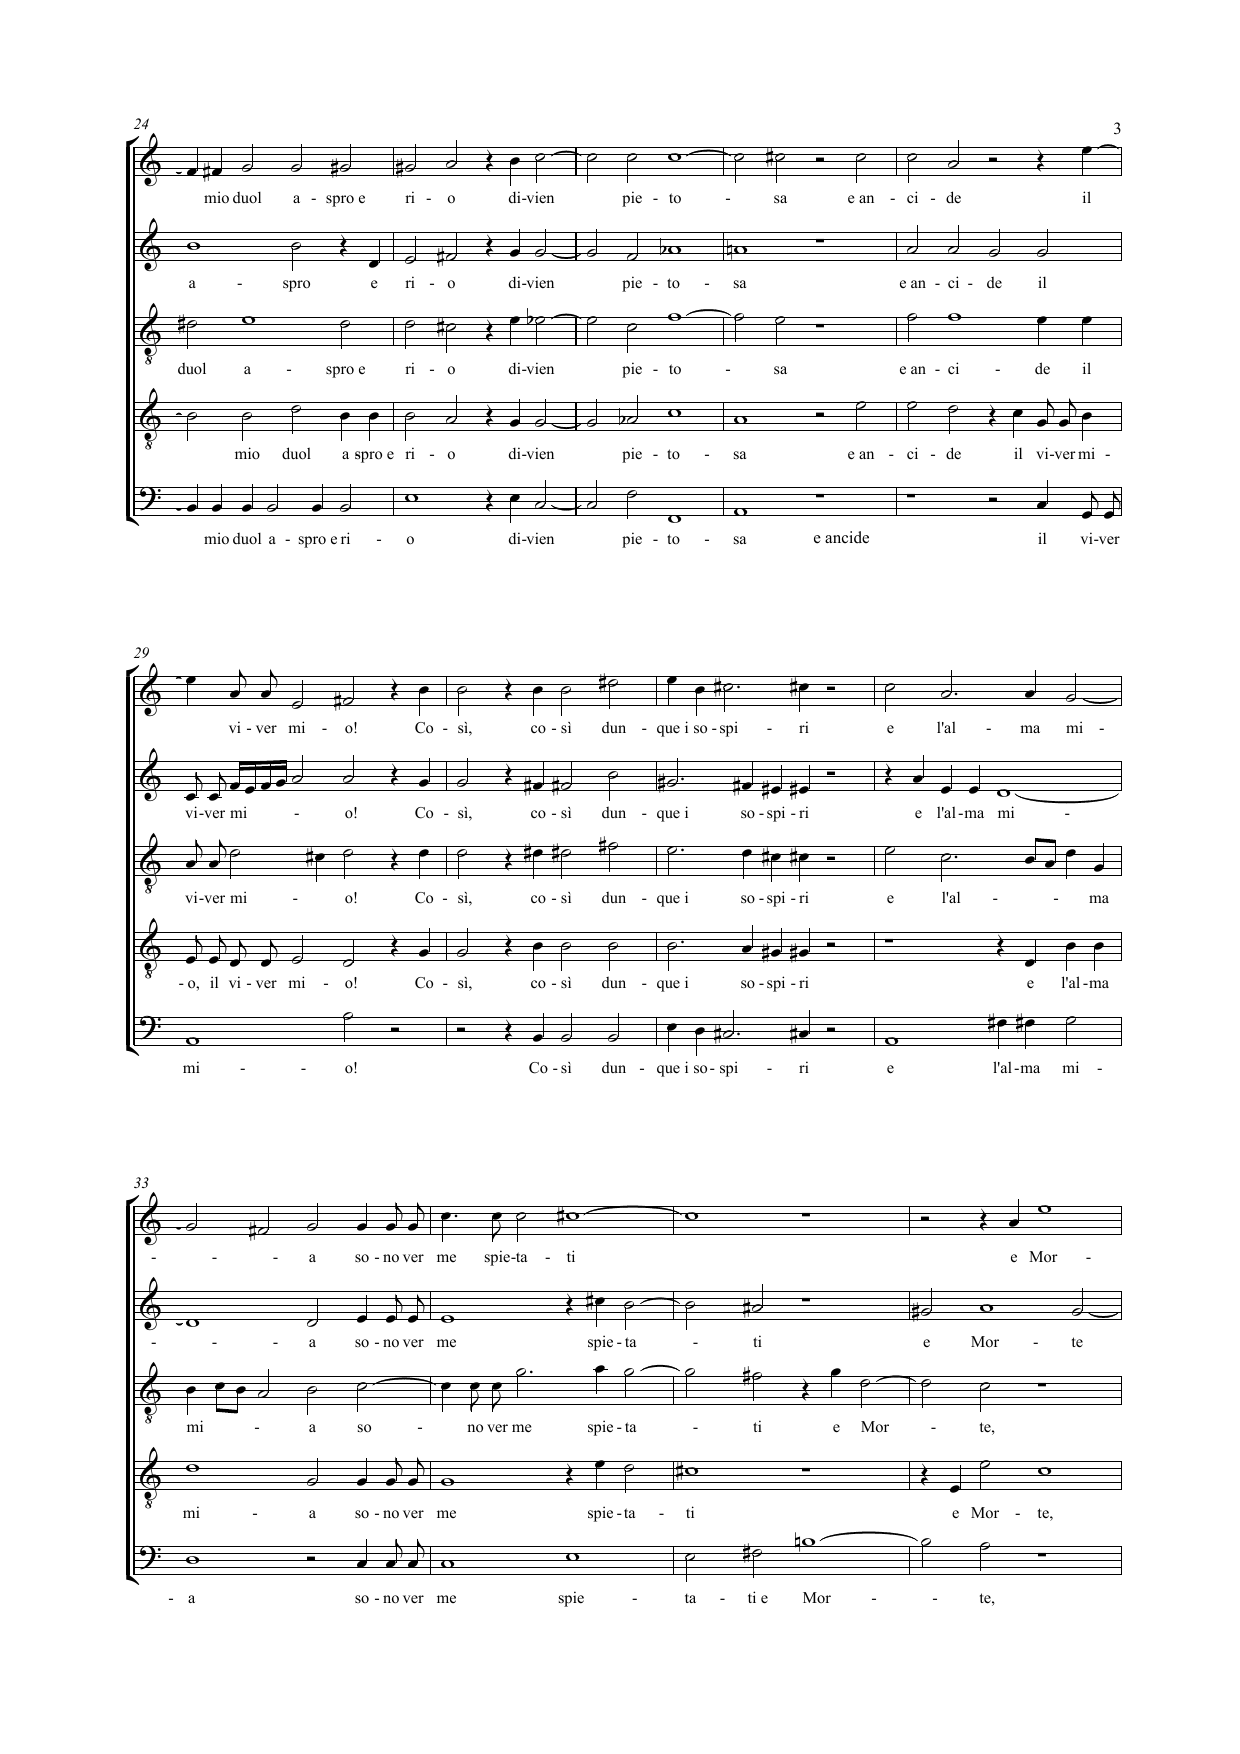 24
3
mio duol a - spro e ri - o di-vien pie - to - sa e an - ci - de il
a - spro e ri - o di-vien pie - to - sa e an - ci - de il
duol a - spro e ri - o di-vien pie - to - sa e an - ci - de il
mio duol a spro e ri - o di-vien pie - to - sa e an - ci - de il vi-ver mi -
mio duol a - spro e ri - o di-vien pie - to - sa e ancide il vi-ver
29
vi - ver mi - o! Co - sì, co - sì dun - que i so - spi - ri e l'al - ma mi -
vi-ver mi - o! Co - sì, co - sì dun - que i so - spi - ri e l'al-ma mi -
vi-ver mi - o! Co - sì, co - sì dun - que i so - spi - ri e l'al - - ma
- o, il vi - ver mi - o! Co - sì, co - sì dun - que i so - spi - ri e l'al - ma
mi - - o! Co - sì dun - que i so - spi - ri e l'al-ma mi -
33
- - - a so - no ver me spie-ta - ti e Mor -
- - - a so - no ver me spie - ta - ti e Mor - te
mi - a so - no ver me spie - ta - ti e Mor - te,
mi - a so - no ver me spie - ta - ti e Mor - te,
- a so - no ver me spie - ta - ti e Mor - - te,